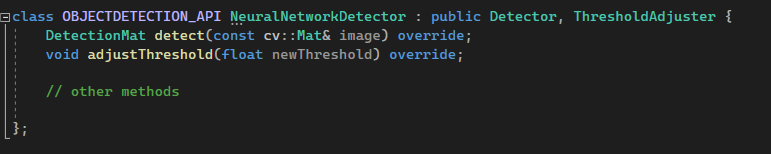 class OBJECTDETECTION_API NeuralNetworkDetector : public Detector, ThresholdAdjuster {
    DetectionMat detect(const cv::Mat& image) override;
    void adjustThreshold(float newThreshold) override;

    // other methods

};